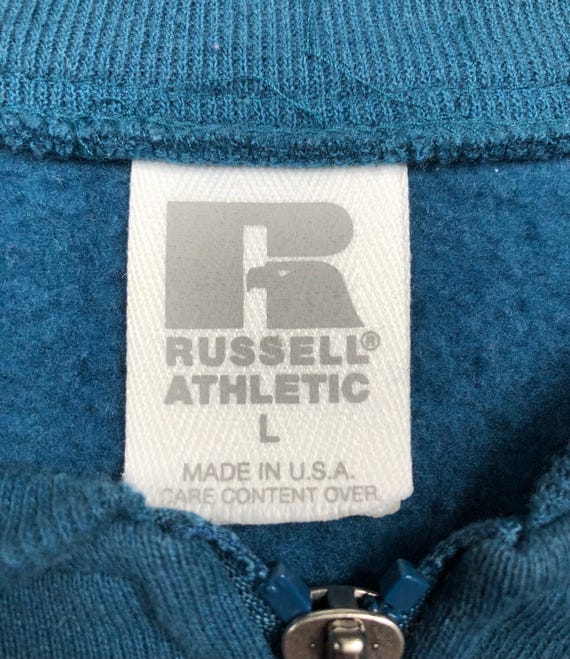 R
RUSSELL®
ATHLETIC
L
MADE IN U.S.A.
CARE CONTENT OVER